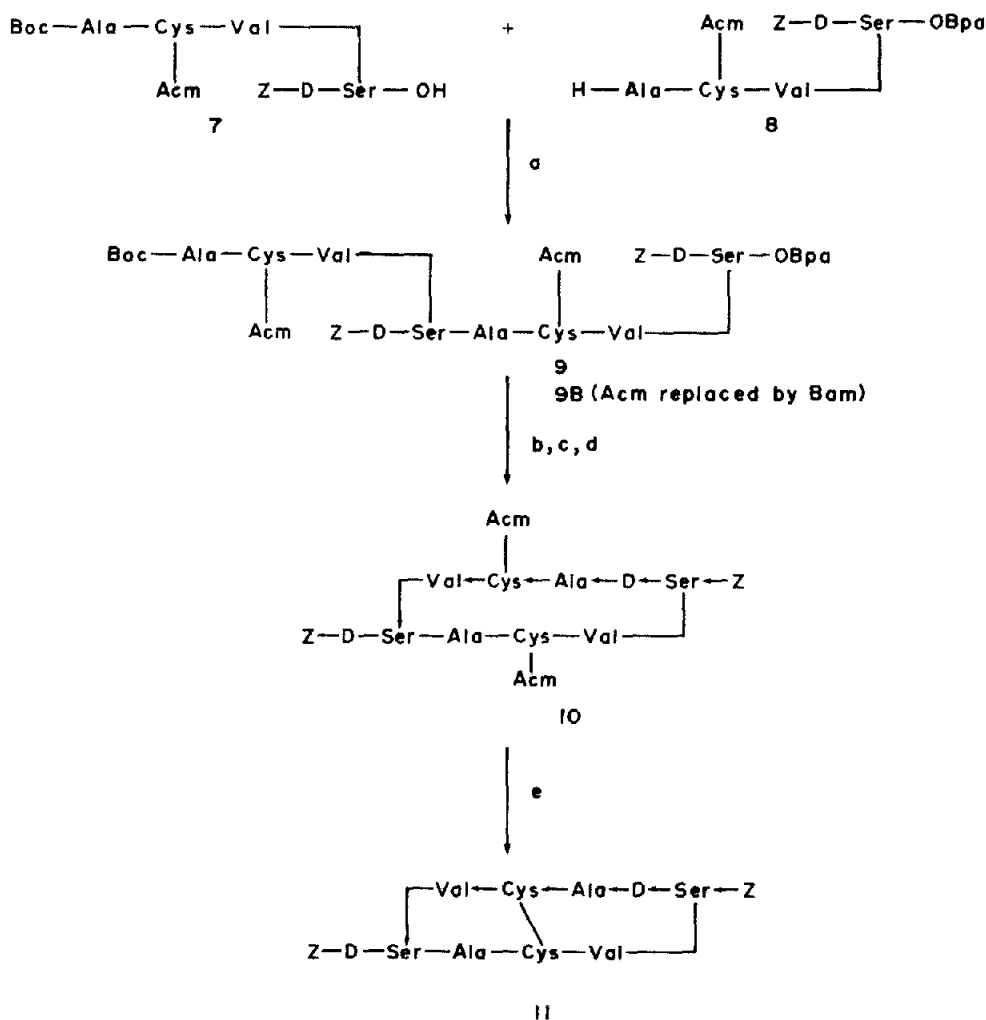 Boc—Ala—Cys—Val +
Acm Z—D—Ser—OBpa
Acm Z—D—Ser—OH
H—Ala—Cys—Val
7 8
a
Boc—Ala—Cys—Val
Acm Z—D—Ser—OBpa
Acm Z—D—Ser—Ala—Cys—Val
9
9B (Acm replaced by Bam)
b, c, d
Acm
Val←Cys←Ala←D←Ser←Z
Z—D—Ser—Ala—Cys—Val
Acm
10
e
Val←Cys←Ala←D←Ser←Z
Z—D—Ser—Ala—Cys—Val
11